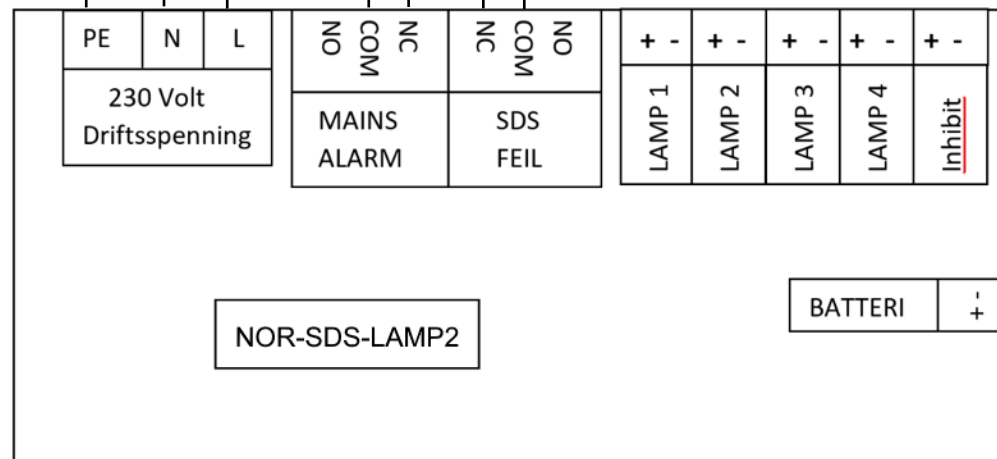 PE N L
230 Volt
Driftsspenning
NO COM NC
MAINS
ALARM
NC COM NO
SDS
FEIL
+ - + - + - + - + -
LAMP 1
LAMP 2
LAMP 3
LAMP 4
Inhibit
BATTERI
+ -
NOR-SDS-LAMP2